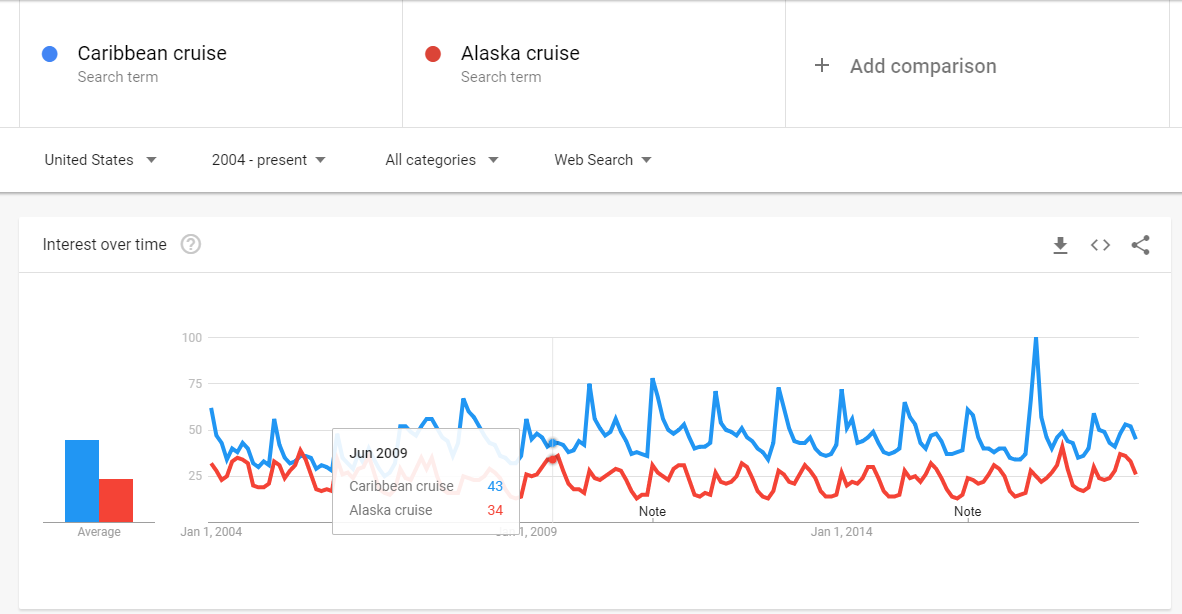 Caribbean cruise
Search term
Alaska cruise
Search term
+ Add comparison
United States
2004 - present
All categories
Web Search
Interest over time ?
100
75
50
25
Jun 2009
Caribbean cruise 43
Alaska cruise 34
Note
Note
Average
Jan 1, 2004
1, 2009
Jan 1, 2014